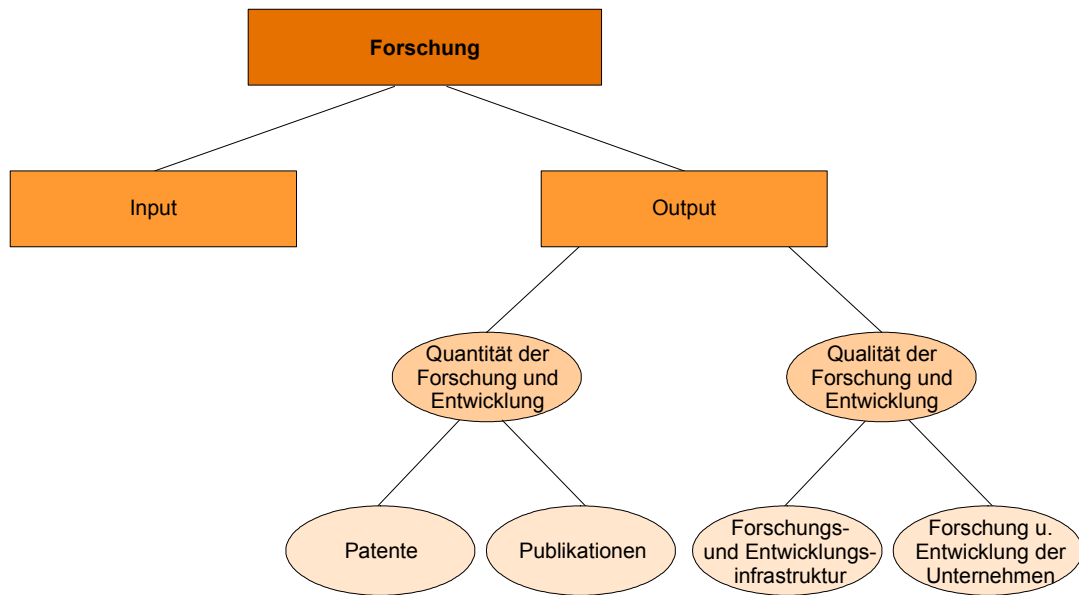 Forschung
Input
Output
Quantität der
Forschung und
Entwicklung
Qualität der
Forschung und
Entwicklung
Patente
Publikationen
Forschungs-
und Entwicklungs-
infrastruktur
Forschung u.
Entwicklung der
Unternehmen